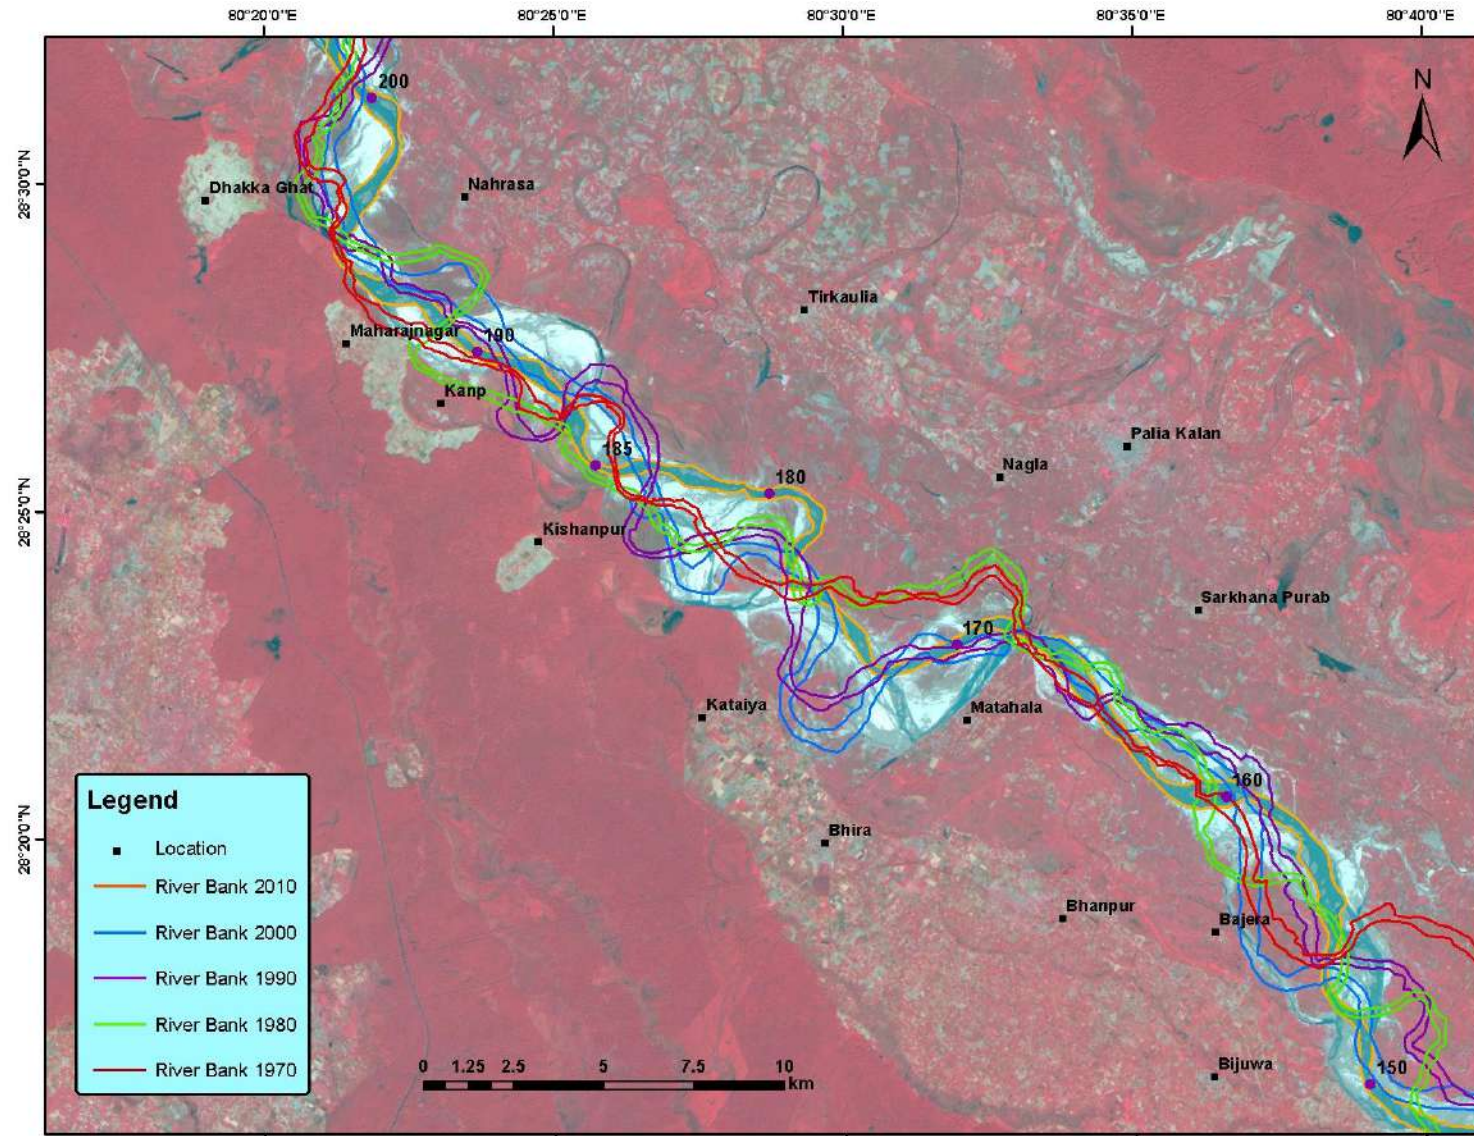 80°20'0"E
80°25'0"E
80°30'0"E
80°35'0"E
80°40'0"E
N
200
28°30'0"N
Dhakka Ghat
Nahrasa
Tirkaulia
Maharajnagar
190
Kanp
Palia Kalan
185
Nagla
180
28°25'0"N
Kishanpur
Sarkhana Purab
170
Kataiya
Matahala
160
Legend
Location
River Bank 2010
River Bank 2000
River Bank 1990
River Bank 1980
River Bank 1970
28°20'0"N
Bhira
Bhanpur
Bajera
Bijuwa
150
0 1.25 2.5 5 7.5 10
km